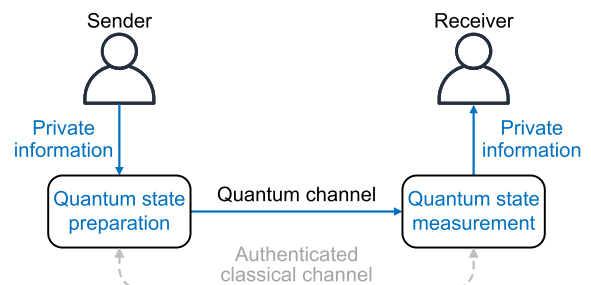 Sender
Receiver
Private
information
Private
information
Quantum state
preparation
Quantum channel
Quantum state
measurement
Authenticated
classical channel